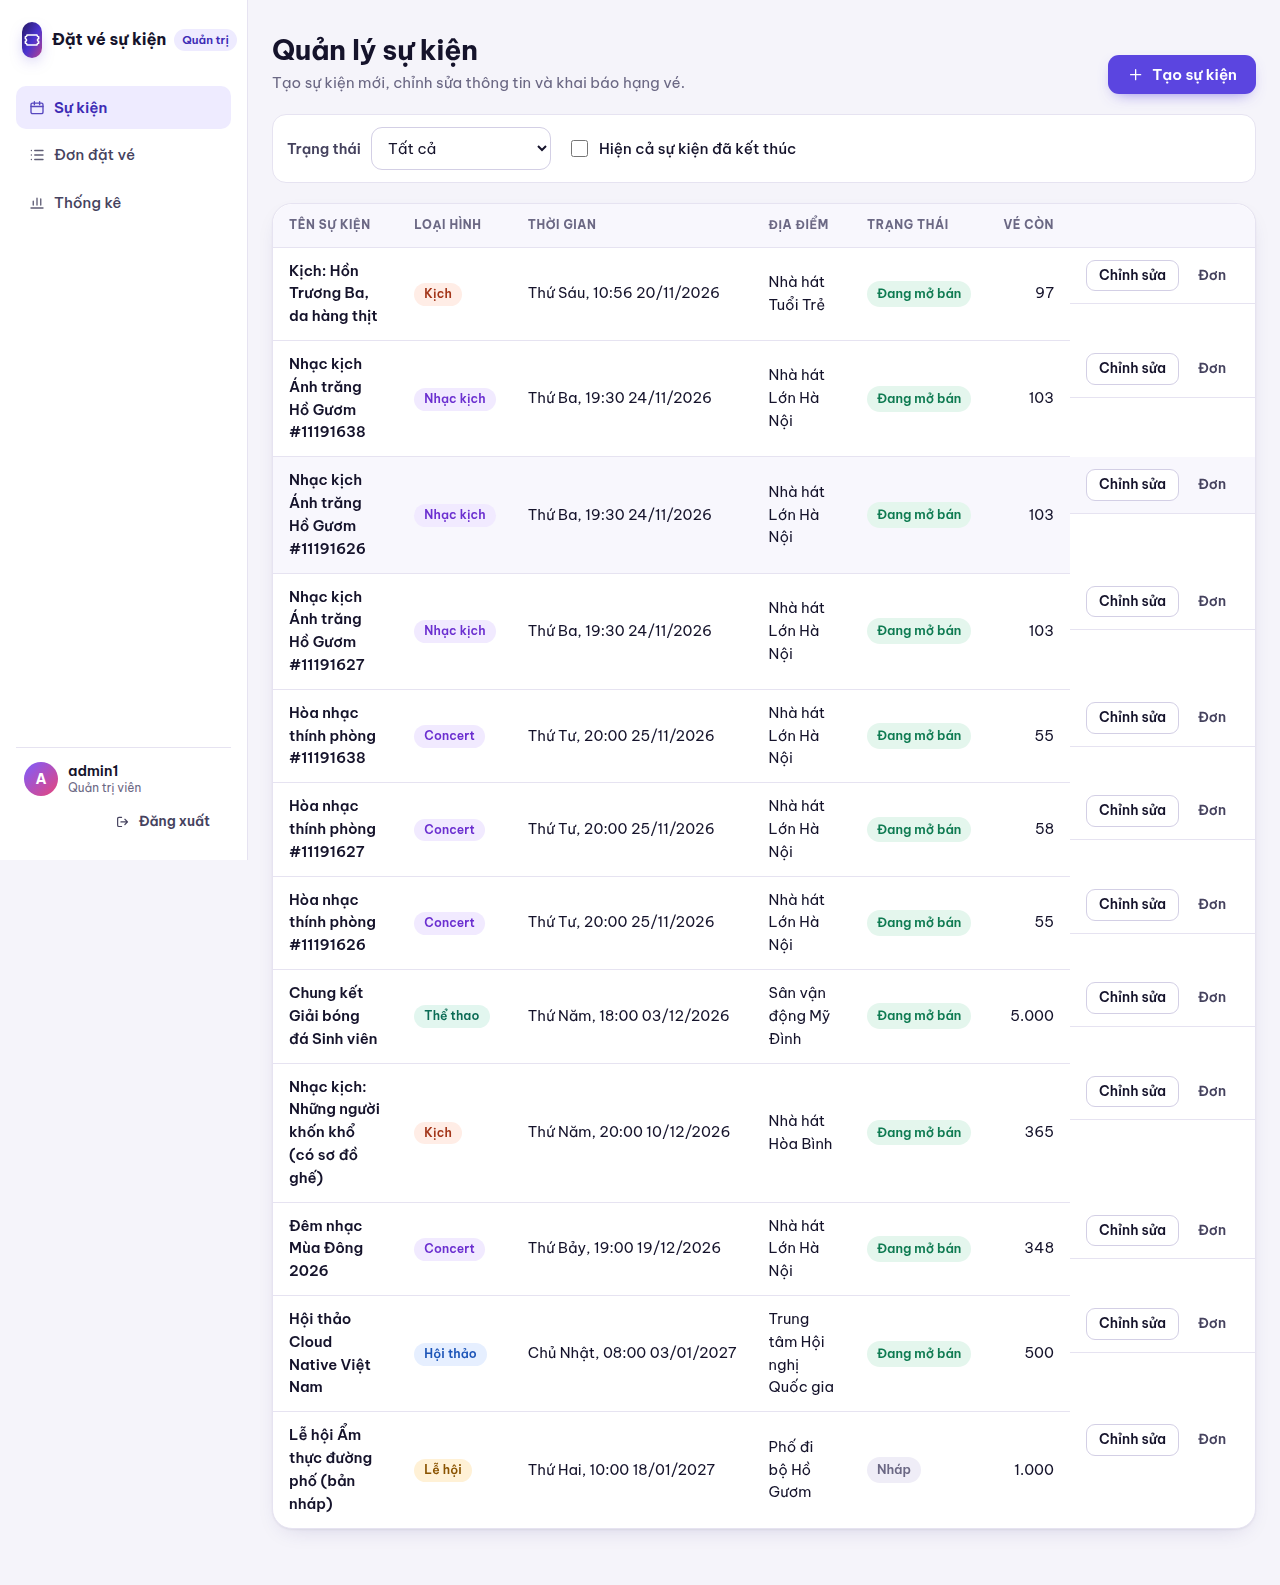 Đặt vé sự kiện Quản trị
Sự kiện
Đơn đặt vé
Thống kê
A admin1
Quản trị viên
Đăng xuất
Quản lý sự kiện
Tạo sự kiện mới, chỉnh sửa thông tin và khai báo hạng vé.
Tạo sự kiện
Trạng thái Tất cả Hiện cả sự kiện đã kết thúc
TÊN SỰ KIỆN LOẠI HÌNH THỜI GIAN ĐỊA ĐIỂM TRẠNG THÁI VÉ CÒN
Kịch: Hồn
Trương Ba,
da hàng thịt
Kịch
Thứ Sáu, 10:56 20/11/2026
Nhà hát
Tuổi Trẻ
Đang mở bán
97
Chỉnh sửa Đơn
Nhạc kịch
Ánh trăng
Hồ Gươm
#11191638
Nhạc kịch
Thứ Ba, 19:30 24/11/2026
Nhà hát
Lớn Hà
Nội
Đang mở bán
103
Chỉnh sửa Đơn
Nhạc kịch
Ánh trăng
Hồ Gươm
#11191626
Nhạc kịch
Thứ Ba, 19:30 24/11/2026
Nhà hát
Lớn Hà
Nội
Đang mở bán
103
Chỉnh sửa Đơn
Nhạc kịch
Ánh trăng
Hồ Gươm
#11191627
Nhạc kịch
Thứ Ba, 19:30 24/11/2026
Nhà hát
Lớn Hà
Nội
Đang mở bán
103
Chỉnh sửa Đơn
Hòa nhạc
thính phòng
#11191638
Concert
Thứ Tư, 20:00 25/11/2026
Nhà hát
Lớn Hà
Nội
Đang mở bán
55
Chỉnh sửa Đơn
Hòa nhạc
thính phòng
#11191627
Concert
Thứ Tư, 20:00 25/11/2026
Nhà hát
Lớn Hà
Nội
Đang mở bán
58
Chỉnh sửa Đơn
Hòa nhạc
thính phòng
#11191626
Concert
Thứ Tư, 20:00 25/11/2026
Nhà hát
Lớn Hà
Nội
Đang mở bán
55
Chỉnh sửa Đơn
Chung kết
Giải bóng
đá Sinh viên
Thể thao
Thứ Năm, 18:00 03/12/2026
Sân vận
động Mỹ
Đình
Đang mở bán
5.000
Chỉnh sửa Đơn
Nhạc kịch:
Những người
khốn khổ
(có sơ đồ
ghế)
Kịch
Thứ Năm, 20:00 10/12/2026
Nhà hát
Hòa Bình
Đang mở bán
365
Chỉnh sửa Đơn
Đêm nhạc
Mùa Đông
2026
Concert
Thứ Bảy, 19:00 19/12/2026
Nhà hát
Lớn Hà
Nội
Đang mở bán
348
Chỉnh sửa Đơn
Hội thảo
Cloud
Native Việt
Nam
Hội thảo
Chủ Nhật, 08:00 03/01/2027
Trung
tâm Hội
nghị
Quốc gia
Đang mở bán
500
Chỉnh sửa Đơn
Lễ hội Ẩm
thực đường
phố (bản
nháp)
Lễ hội
Thứ Hai, 10:00 18/01/2027
Phố đi
bộ Hồ
Gươm
Nháp
1.000
Chỉnh sửa Đơn